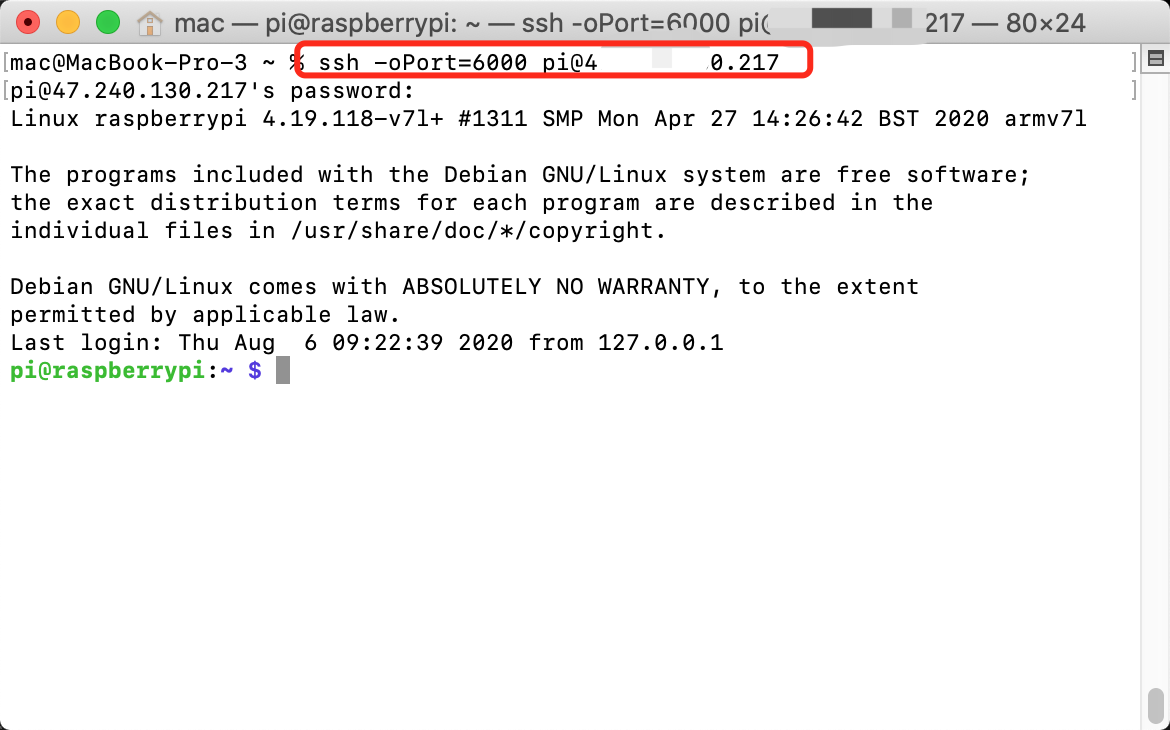 mac — pi@raspberrypi: ~ — ssh -oPort=6000 pi@ 217 — 80×24
mac@MacBook-Pro-3 ~ % ssh -oPort=6000 pi@4 0.217
pi@47.240.130.217's password:
Linux raspberrypi 4.19.118-v7l+ #1311 SMP Mon Apr 27 14:26:42 BST 2020 armv7l
The programs included with the Debian GNU/Linux system are free software;
the exact distribution terms for each program are described in the
individual files in /usr/share/doc/*/copyright.
Debian GNU/Linux comes with ABSOLUTELY NO WARRANTY, to the extent
permitted by applicable law.
Last login: Thu Aug  6 09:22:39 2020 from 127.0.0.1
pi@raspberrypi:~ $